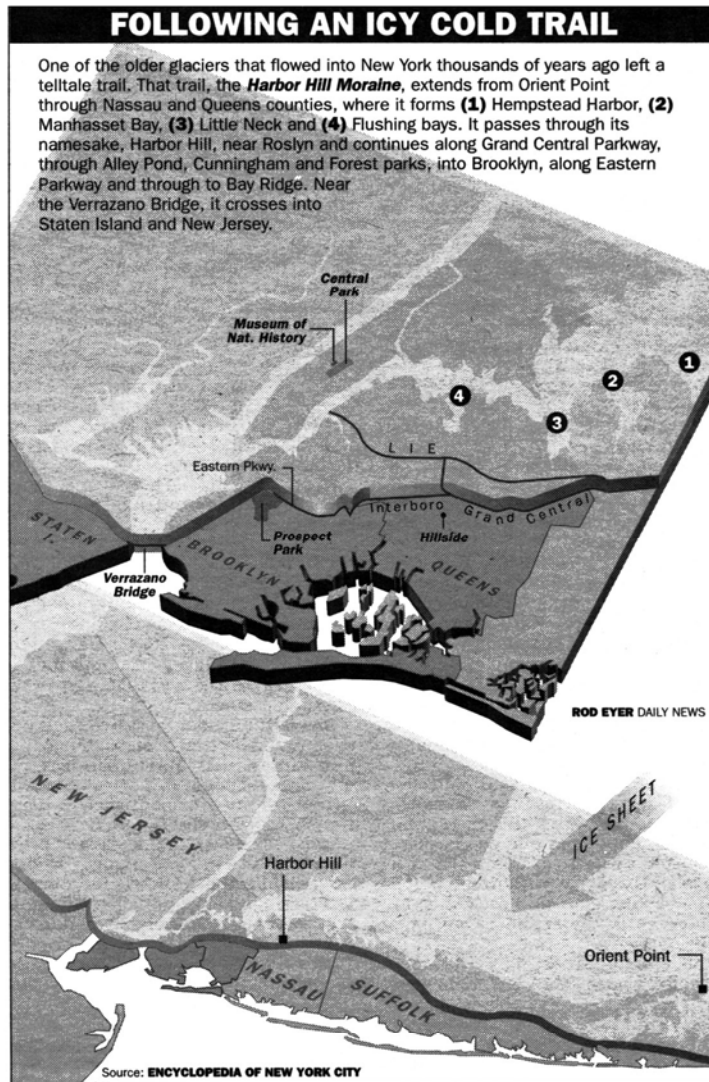 FOLLOWING AN ICY COLD TRAIL
One of the older glaciers that flowed into New York thousands of years ago left a
telltale trail. That trail, the Harbor Hill Moraine, extends from Orient Point
through Nassau and Queens counties, where it forms (1) Hempstead Harbor, (2)
Manhasset Bay, (3) Little Neck and (4) Flushing bays. It passes through its
namesake, Harbor Hill, near Roslyn and continues along Grand Central Parkway,
through Alley Pond, Cunningham and Forest parks, into Brooklyn, along Eastern
Parkway and through to Bay Ridge. Near
the Verrazano Bridge, it crosses into
Staten Island and New Jersey.
Central
Park
Museum of
Nat. History
1
2
4
3
LIE
Eastern Pkwy.
Interboro
Grand Central
STATEN
I.
Prospect
Park
Hillside
BROOKLYN
QUEENS
Verrazano
Bridge
ROD EYER DAILY NEWS
NEW JERSEY
ICE SHEET
Harbor Hill
Orient Point
NASSAU
SUFFOLK
Source: ENCYCLOPEDIA OF NEW YORK CITY